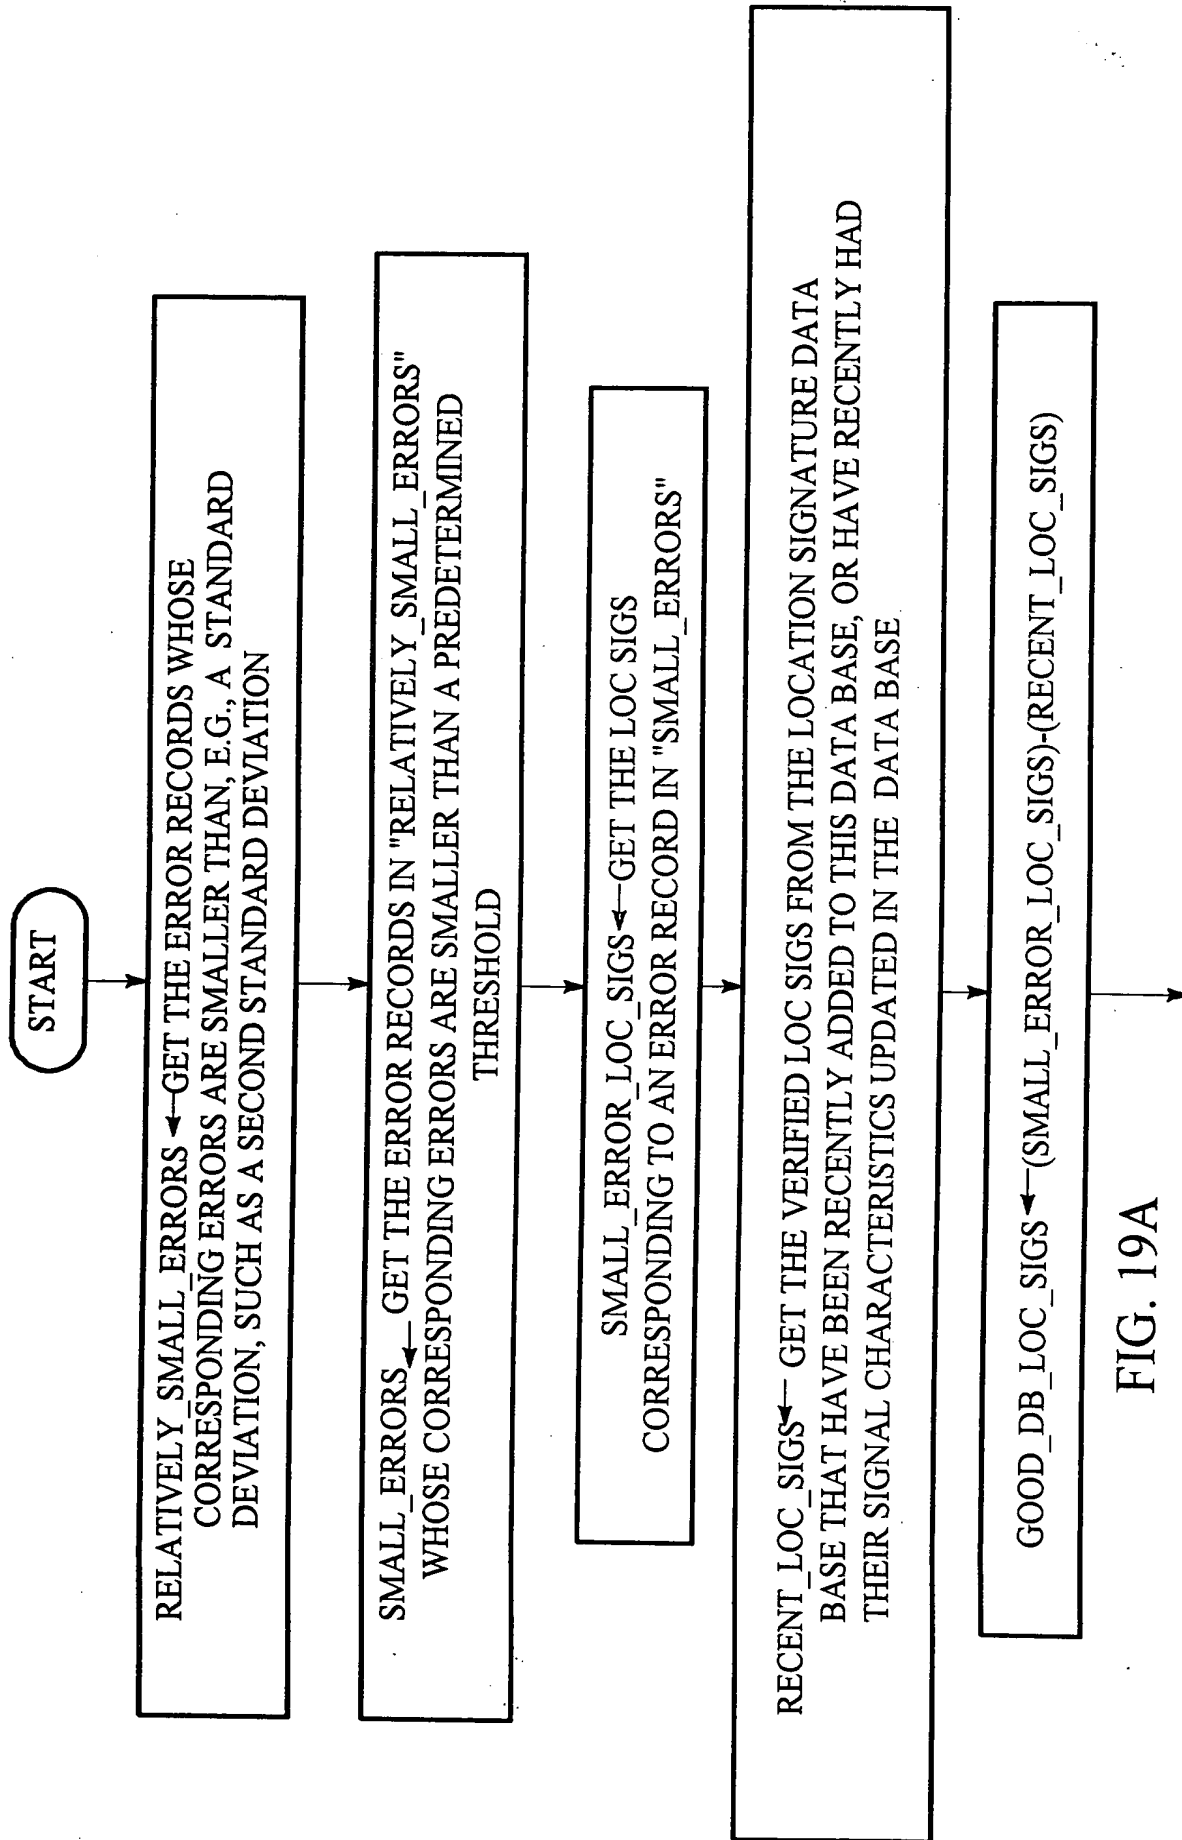 START
RELATIVELY_SMALL_ERRORS ← GET THE ERROR RECORDS WHOSE
CORRESPONDING ERRORS ARE SMALLER THAN, E.G., A STANDARD
DEVIATION, SUCH AS A SECOND STANDARD DEVIATION
SMALL_ERRORS ← GET THE ERROR RECORDS IN "RELATIVELY_SMALL_ERRORS"
WHOSE CORRESPONDING ERRORS ARE SMALLER THAN A PREDETERMINED
THRESHOLD
SMALL_ERROR_LOC_SIGS ← GET THE LOC SIGS
CORRESPONDING TO AN ERROR RECORD IN "SMALL_ERRORS"
RECENT_LOC_SIGS ← GET THE VERIFIED LOC SIGS FROM THE LOCATION SIGNATURE DATA
BASE THAT HAVE BEEN RECENTLY ADDED TO THIS DATA BASE, OR HAVE RECENTLY HAD
THEIR SIGNAL CHARACTERISTICS UPDATED IN THE DATA BASE
GOOD_DB_LOC_SIGS ← (SMALL_ERROR_LOC_SIGS)-(RECENT_LOC_SIGS)
FIG. 19A